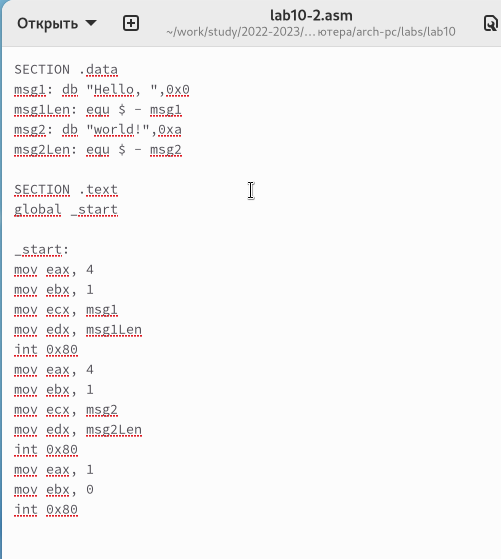 Открыть
lab10-2.asm
~/work/study/2022-2023/... ютера/arch-pc/labs/lab10
SECTION .data
msg1: db "Hello, ",0x0
msg1Len: equ $ - msg1
msg2: db "world!",0xa
msg2Len: equ $ - msg2
SECTION .text
global _start
_start:
mov eax, 4
mov ebx, 1
mov ecx, msg1
mov edx, msg1Len
int 0x80
mov eax, 4
mov ebx, 1
mov ecx, msg2
mov edx, msg2Len
int 0x80
mov eax, 1
mov ebx, 0
int 0x80